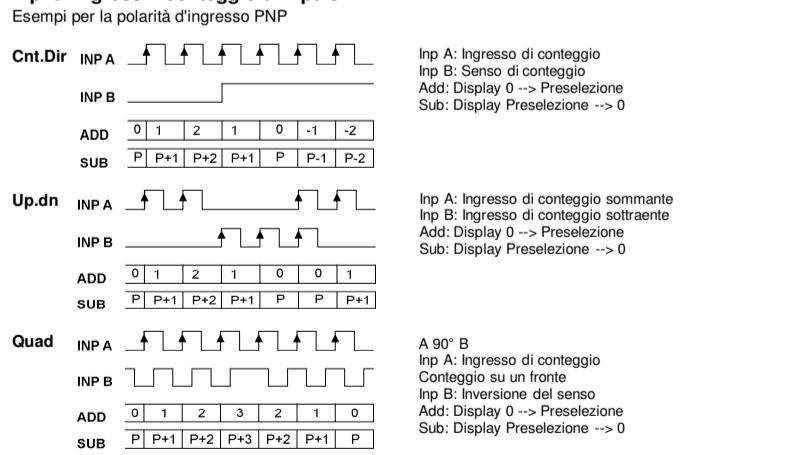 Esempi per la polarità d'ingresso PNP
Cnt.Dir
INP A
INP B
ADD 0 1 2 1 0 -1 -2
SUB P P+1 P+2 P+1 P P-1 P-2
Inp A: Ingresso di conteggio
Inp B: Senso di conteggio
Add: Display 0 --> Preselezione
Sub: Display Preselezione --> 0
Up.dn
INP A
INP B
ADD 0 1 2 1 0 0 1
SUB P P+1 P+2 P+1 P P P+1
Inp A: Ingresso di conteggio sommante
Inp B: Ingresso di conteggio sottraente
Add: Display 0 --> Preselezione
Sub: Display Preselezione --> 0
Quad
INP A
INP B
ADD 0 1 2 3 2 1 0
SUB P P+1 P+2 P+3 P+2 P+1 P
A 90° B
Inp A: Ingresso di conteggio
Conteggio su un fronte
Inp B: Inversione del senso
Add: Display 0 --> Preselezione
Sub: Display Preselezione --> 0